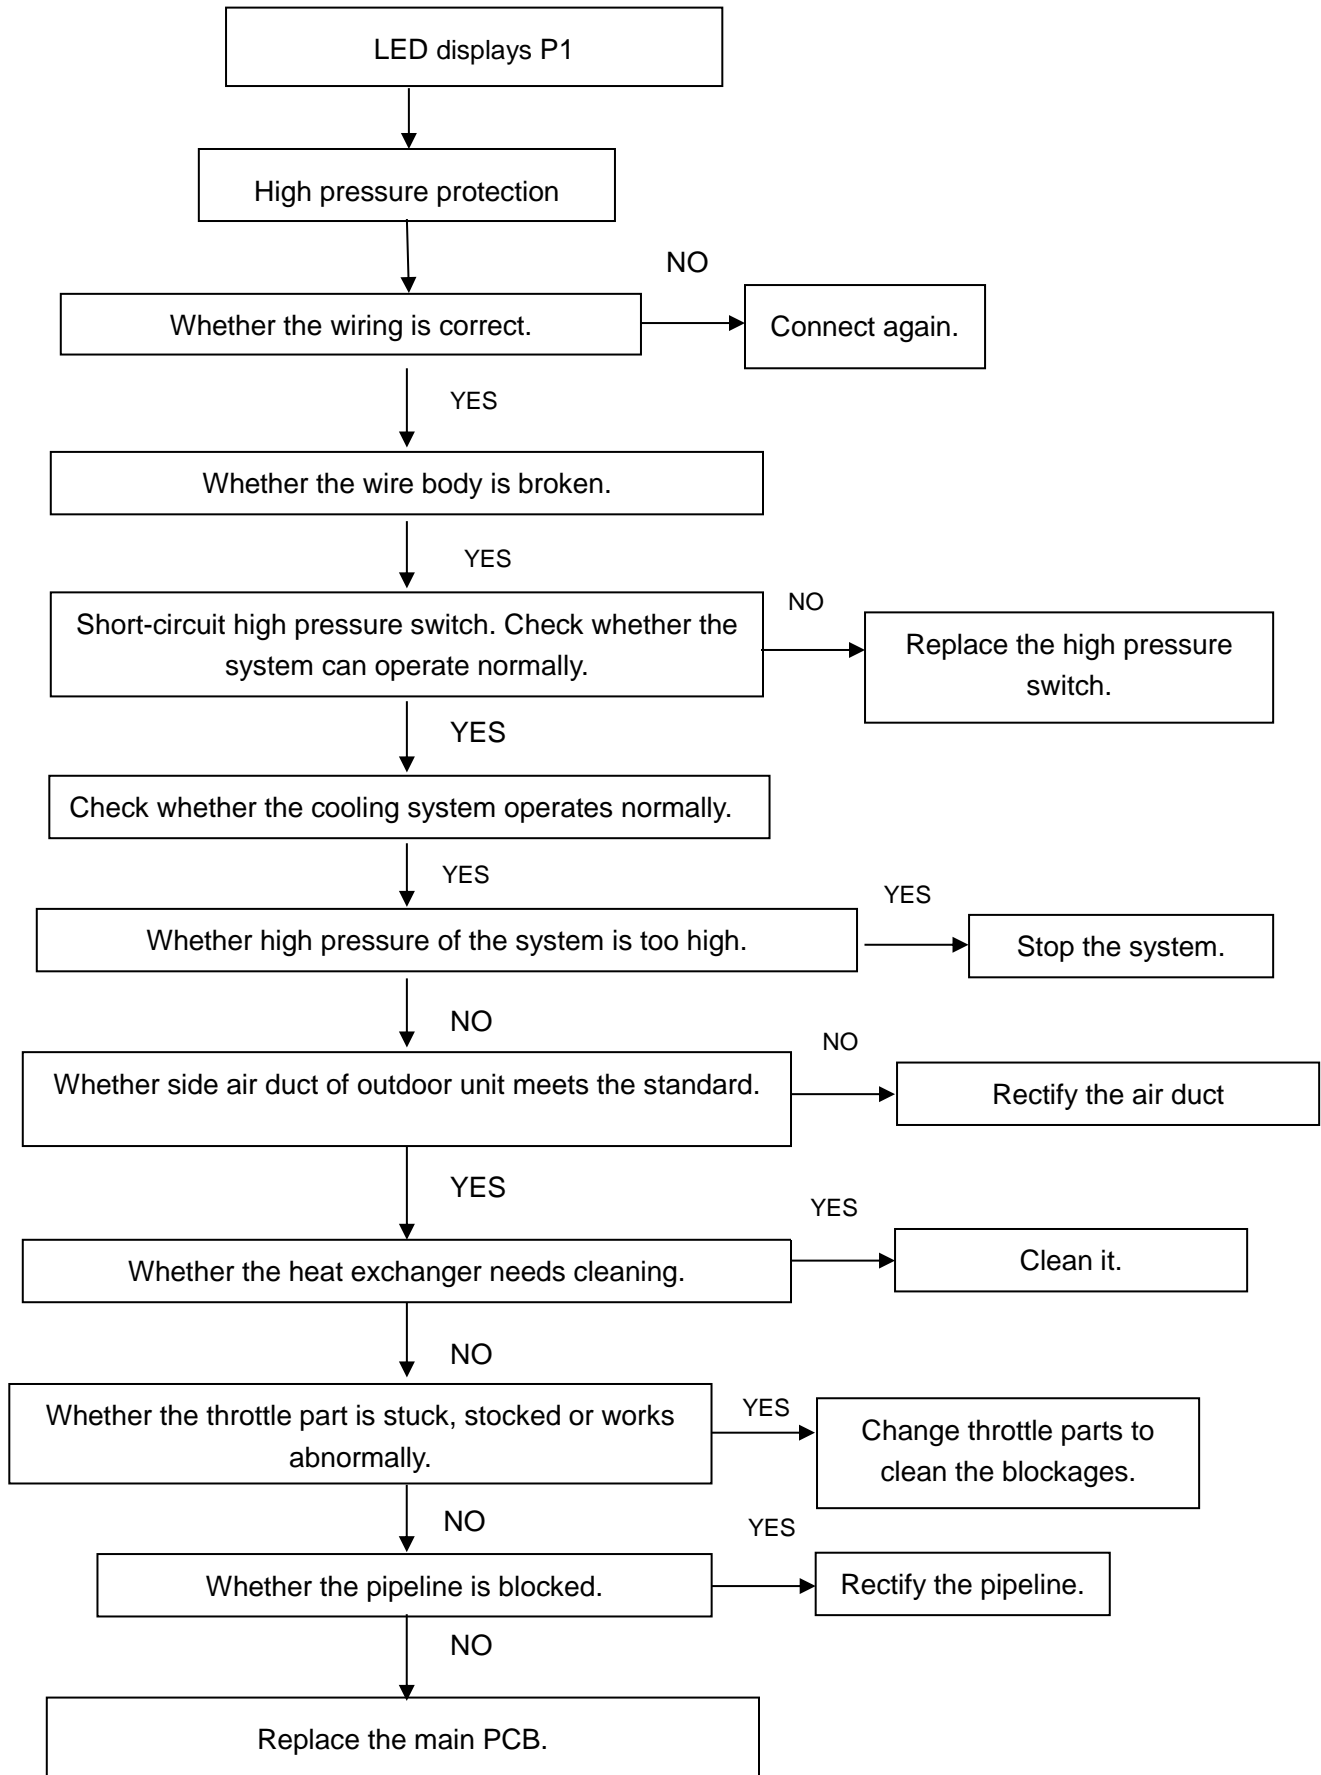 LED displays P1
High pressure protection
NO
Whether the wiring is correct.
Connect again.
YES
Whether the wire body is broken.
YES
NO
Short-circuit high pressure switch. Check whether the
system can operate normally.
Replace the high pressure
switch.
YES
Check whether the cooling system operates normally.
YES
YES
Whether high pressure of the system is too high.
Stop the system.
NO
NO
Whether side air duct of outdoor unit meets the standard.
Rectify the air duct
YES
YES
Whether the heat exchanger needs cleaning.
Clean it.
NO
Whether the throttle part is stuck, stocked or works
abnormally.
YES
Change throttle parts to
clean the blockages.
NO
YES
Whether the pipeline is blocked.
Rectify the pipeline.
NO
Replace the main PCB.